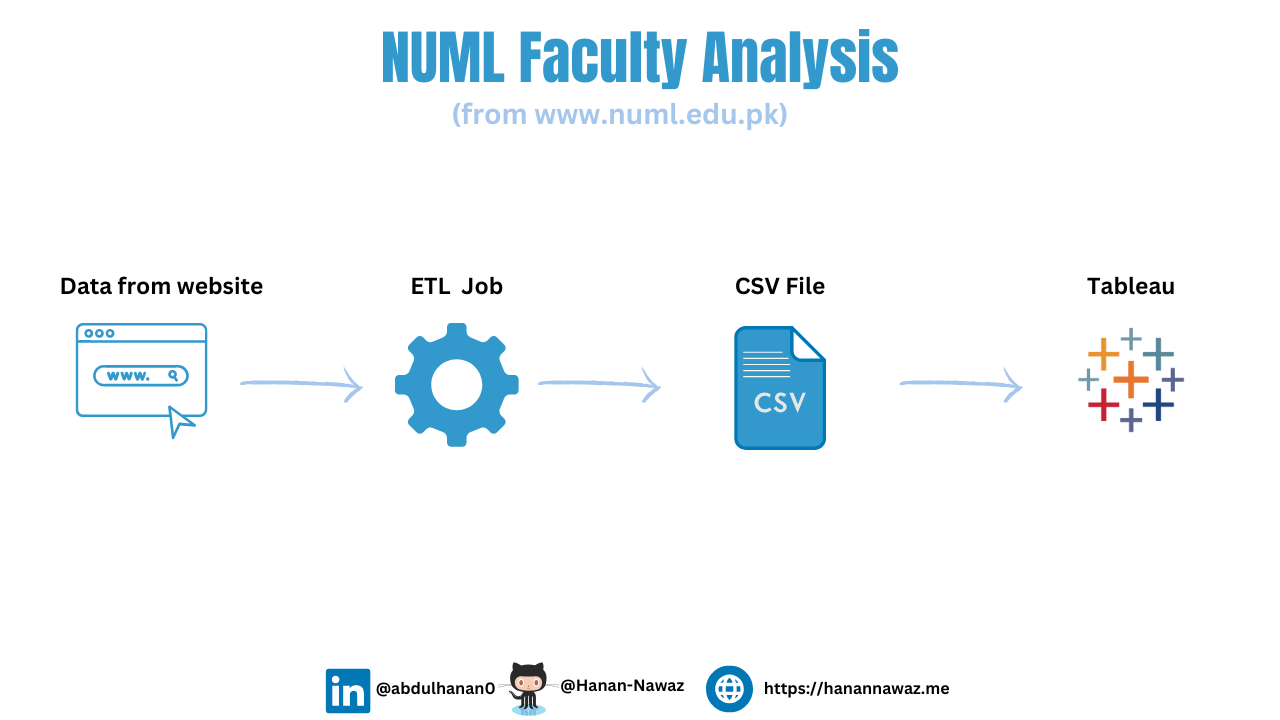 NUML Faculty Analysis
(from www.numl.edu.pk)
Data from website
ETL Job
CSV File
Tableau
www.
CSV
in
@abdulhanan0
@Hanan-Nawaz
https://hanannawaz.me